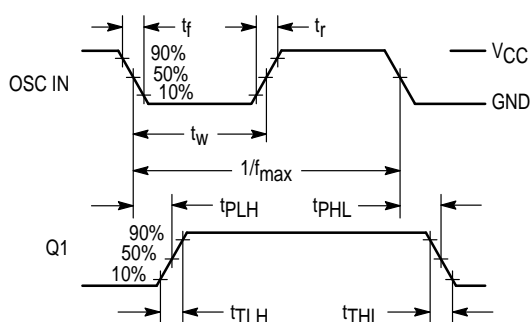 tf tr
90%
50%
10%
OSC IN
VCC
GND
tw
1/fmax
tPLH tPHL
Q1
90%
50%
10%
tTLH tTHL